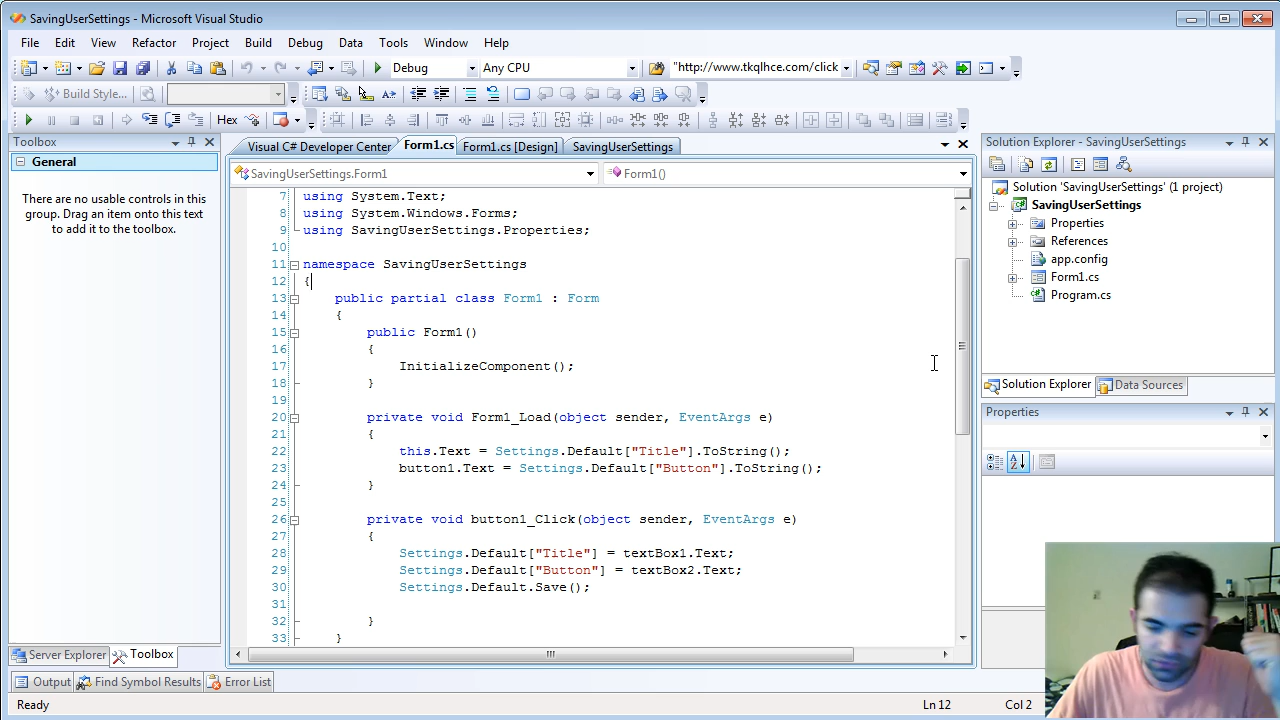 SavingUserSettings - Microsoft Visual Studio
File Edit View Refactor Project Build Debug Data Tools Window Help
Debug Any CPU "http://www.tkqlhce.com/click
Build Style...
Hex
Toolbox
General
There are no usable controls in this
group. Drag an item onto this text
to add it to the toolbox.
Server Explorer Toolbox
Visual C# Developer Center Form1.cs Form1.cs [Design] SavingUserSettings
SavingUserSettings.Form1 Form1()
7 using System.Text;
8 using System.Windows.Forms;
9 using SavingUserSettings.Properties;
10
11 namespace SavingUserSettings
12 {
13 public partial class Form1 : Form
14 {
15 public Form1()
16 {
17 InitializeComponent();
18 }
19
20 private void Form1_Load(object sender, EventArgs e)
21 {
22 this.Text = Settings.Default["Title"].ToString();
23 button1.Text = Settings.Default["Button"].ToString();
24 }
25
26 private void button1_Click(object sender, EventArgs e)
27 {
28 Settings.Default["Title"] = textBox1.Text;
29 Settings.Default["Button"] = textBox2.Text;
30 Settings.Default.Save();
31
32 }
33 }
Solution Explorer - SavingUserSettings
Solution 'SavingUserSettings' (1 project)
SavingUserSettings
Properties
References
app.config
Form1.cs
Program.cs
Solution Explorer Data Sources
Properties
Output Find Symbol Results Error List
Ready Ln 12 Col 2